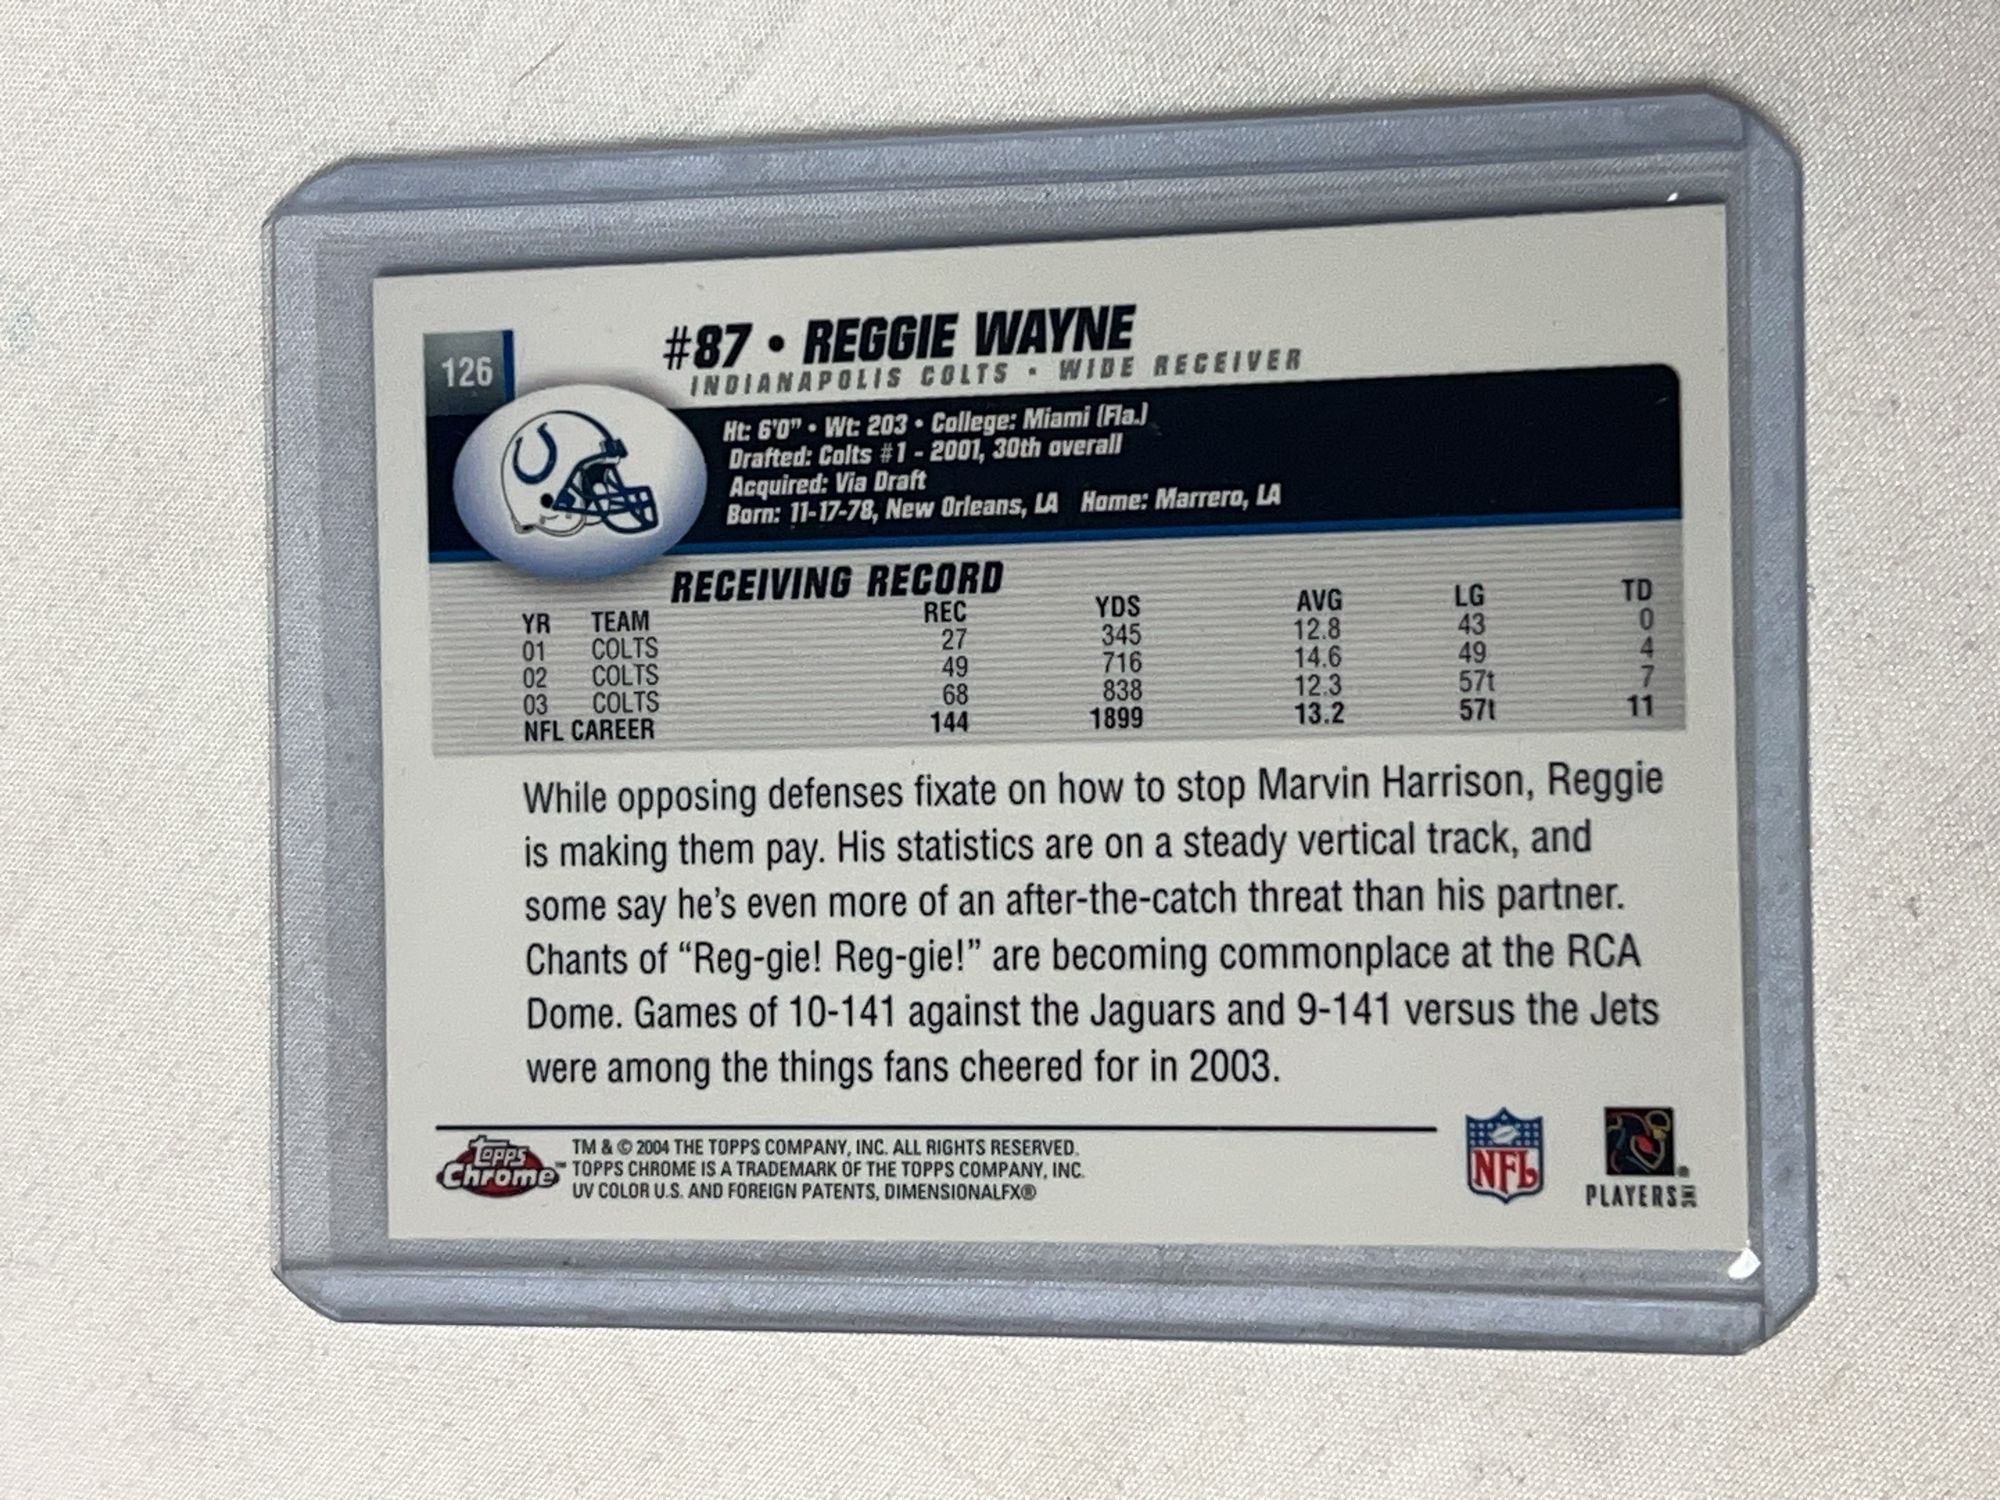 126
#87 • REGGIE WAYNE
INDIANAPOLIS COLTS • WIDE RECEIVER
Ht: 6'0" • Wt: 203 • College: Miami (Fla.)
Drafted: Colts #1 - 2001, 30th overall
Acquired: Via Draft
Born: 11-17-78, New Orleans, LA Home: Marrero, LA
RECEIVING RECORD
YR TEAM REC YDS AVG LG TD
01 COLTS 27 345 12.8 43 0
02 COLTS 49 716 14.6 49 4
03 COLTS 68 838 12.3 57t 7
NFL CAREER 144 1899 13.2 57t 11
While opposing defenses fixate on how to stop Marvin Harrison, Reggie
is making them pay. His statistics are on a steady vertical track, and
some say he's even more of an after-the-catch threat than his partner.
Chants of “Reg-gie! Reg-gie!” are becoming commonplace at the RCA
Dome. Games of 10-141 against the Jaguars and 9-141 versus the Jets
were among the things fans cheered for in 2003.
Topps
Chrome™
TM & © 2004 THE TOPPS COMPANY, INC. ALL RIGHTS RESERVED.
TOPPS CHROME IS A TRADEMARK OF THE TOPPS COMPANY, INC.
UV COLOR U.S. AND FOREIGN PATENTS, DIMENSIONALFX®
NFL
®
PLAYERS INC